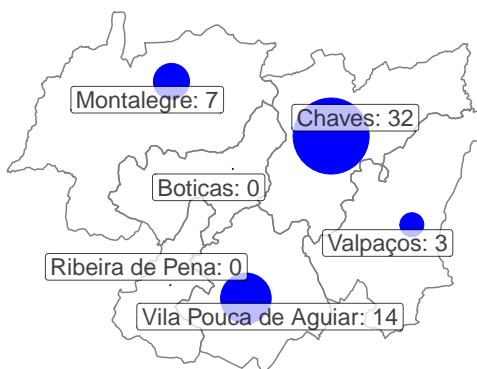 Montalegre: 7
Chaves: 32
Boticas: 0
Valpaços: 3
Ribeira de Pena: 0
Vila Pouca de Aguiar: 14